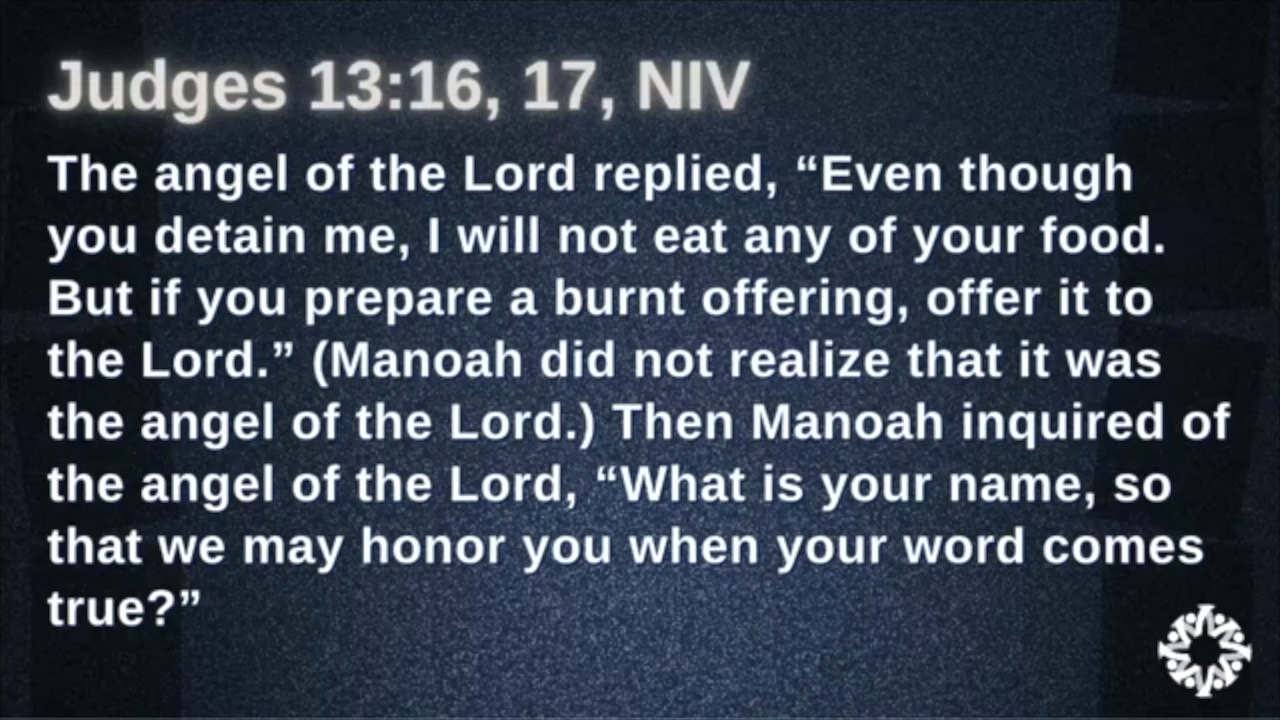 Judges 13:16, 17, NIV
The angel of the Lord replied, “Even though
you detain me, I will not eat any of your food.
But if you prepare a burnt offering, offer it to
the Lord.” (Manoah did not realize that it was
the angel of the Lord.) Then Manoah inquired of
the angel of the Lord, “What is your name, so
that we may honor you when your word comes
true?”